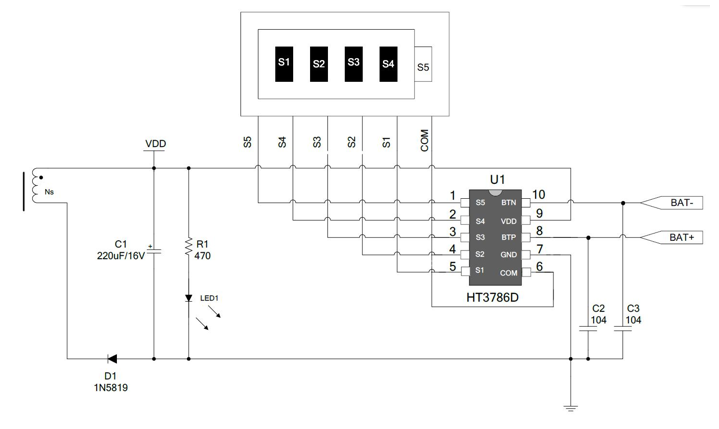 S1 S2 S3 S4 S5
S5 S4 S3 S2 S1 COM
VDD
Ns
U1
1 S5 BTN 10
2 S4 VDD 9
3 S3 BTP 8
4 S2 GND 7
5 S1 COM 6
HT3786D
BAT-
BAT+
C1
220uF/16V
R1
470
LED1
C2
104
C3
104
D1
1N5819